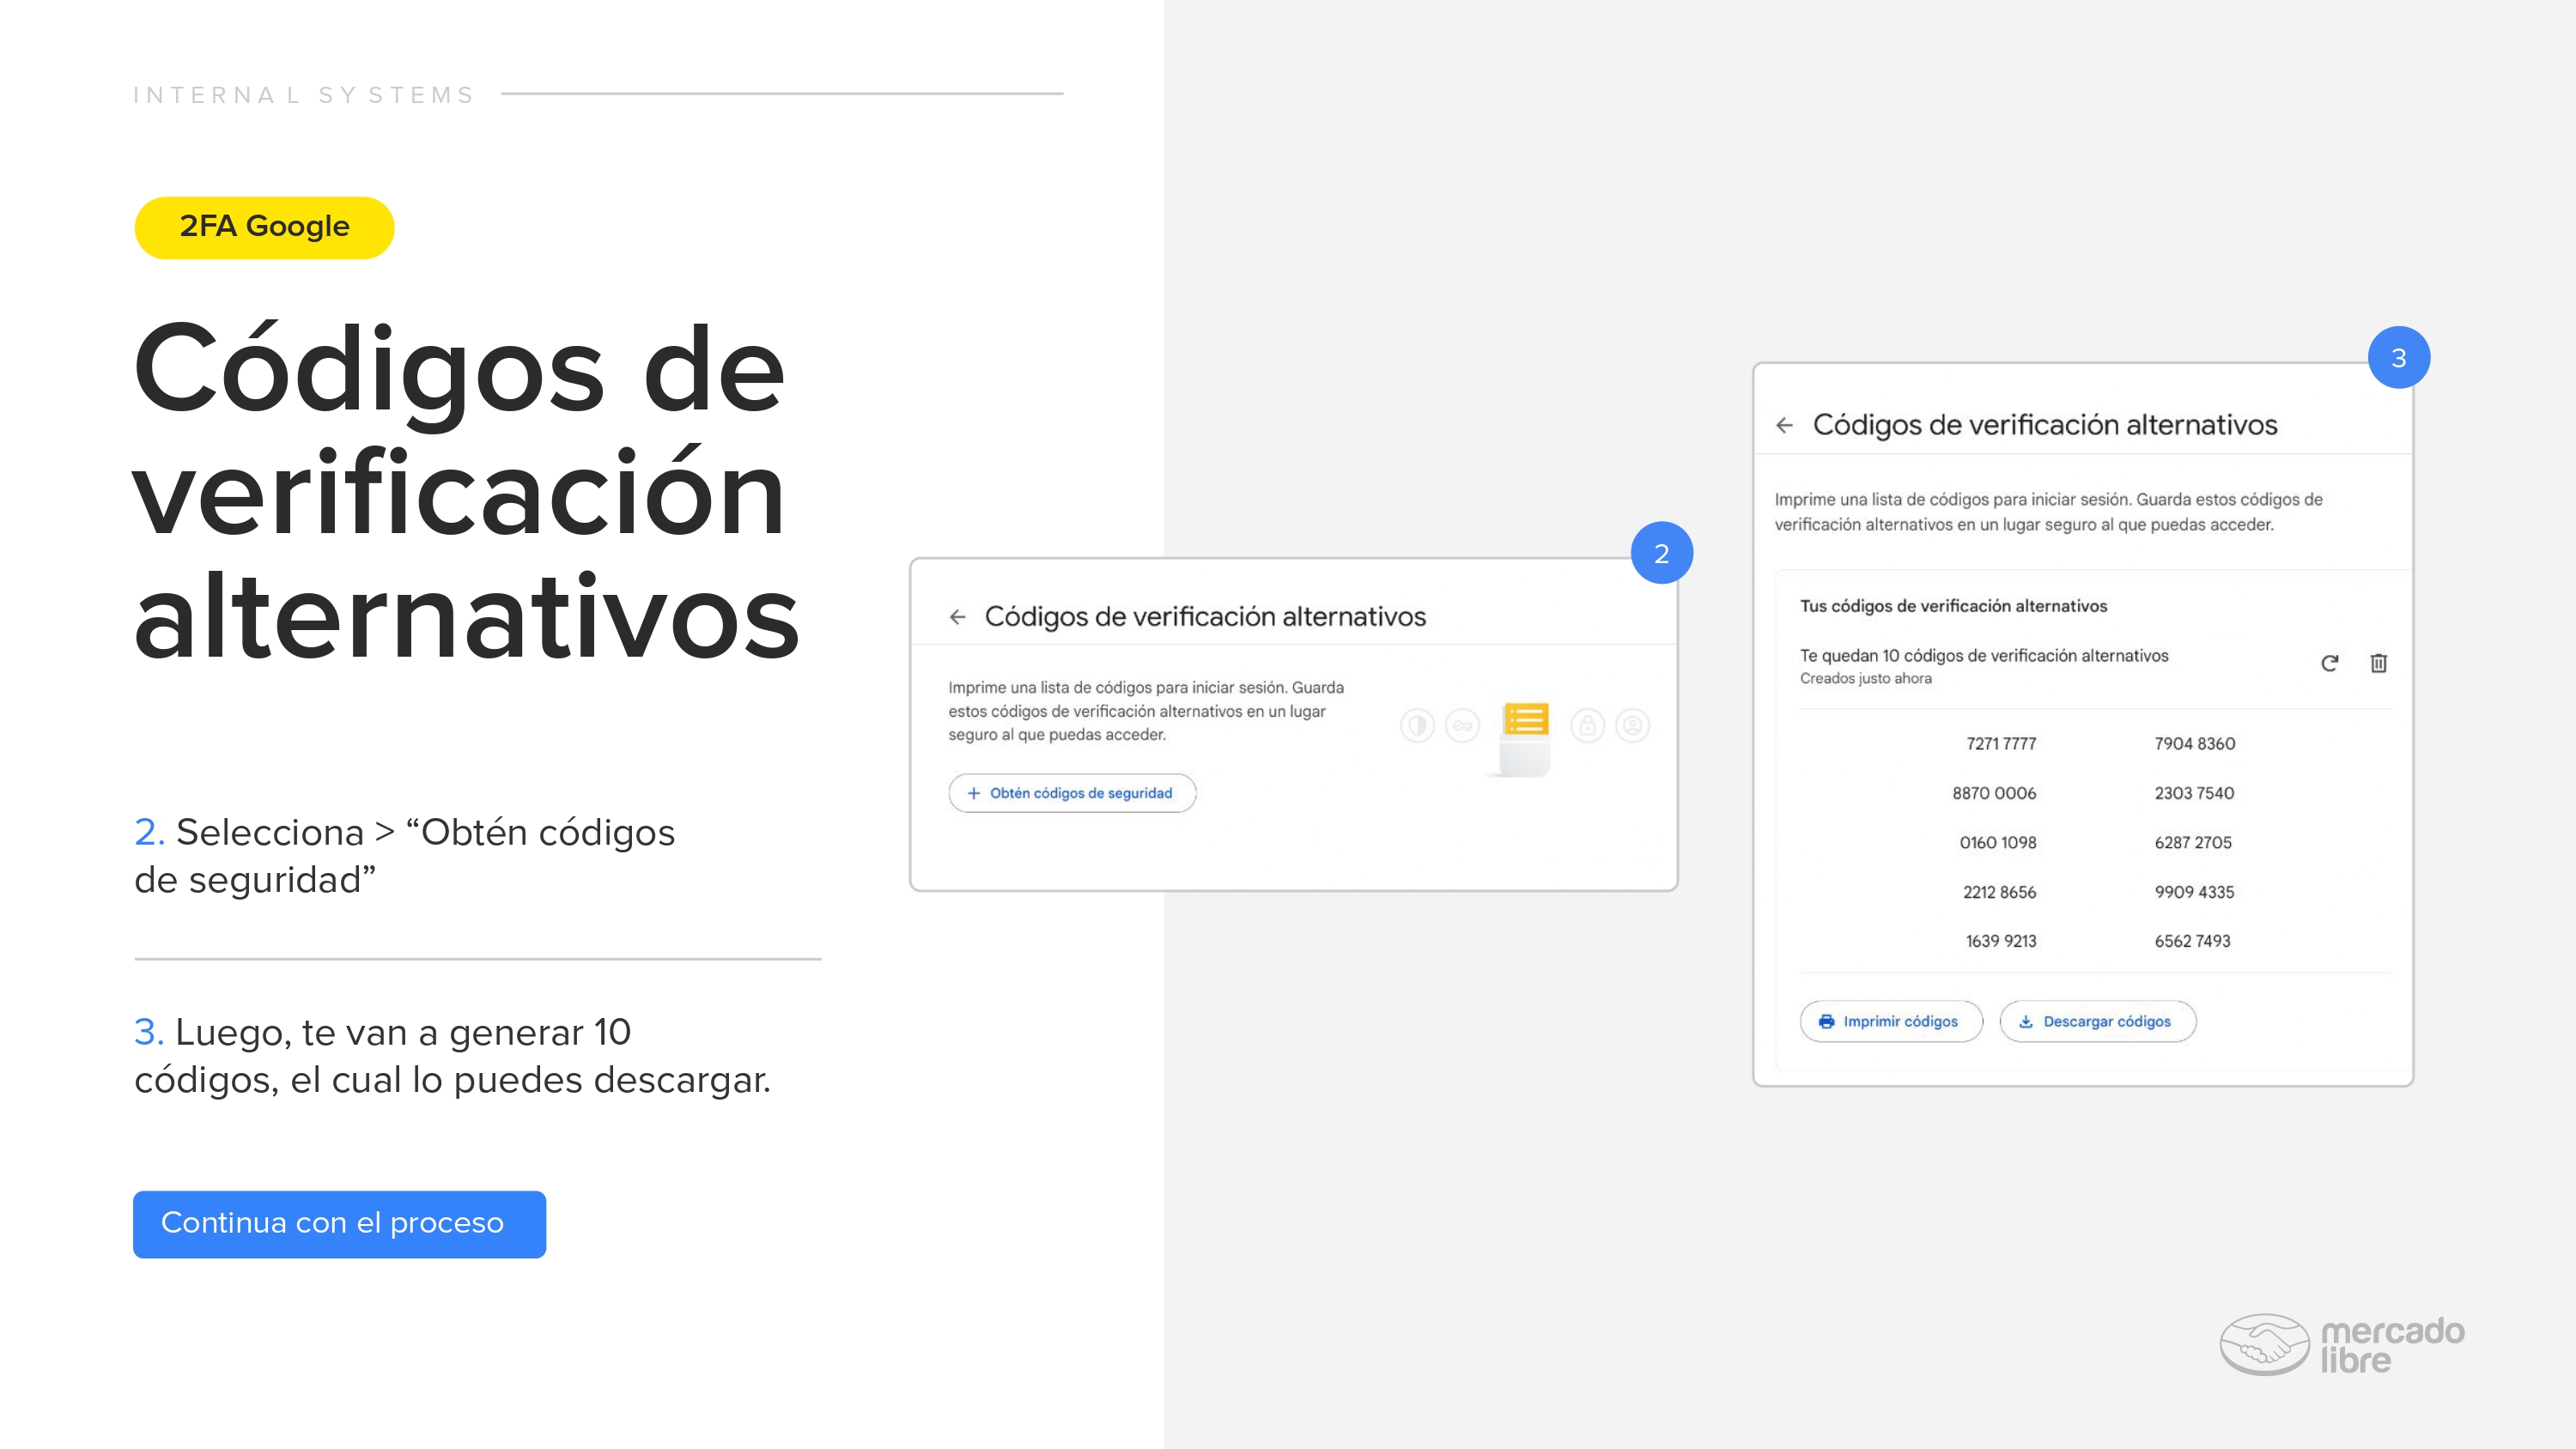 INTERNAL SYSTEMS
2FA Google
Códigos de
verificación
alternativos
2. Selecciona > “Obtén códigos
de seguridad”
3. Luego, te van a generar 10
códigos, el cual lo puedes descargar.
Continua con el proceso
2
Códigos de verificación alternativos
Imprime una lista de códigos para iniciar sesión. Guarda
estos códigos de verificación alternativos en un lugar
seguro al que puedas acceder.
+ Obtén códigos de seguridad
3
Códigos de verificación alternativos
Imprime una lista de códigos para iniciar sesión. Guarda estos códigos de
verificación alternativos en un lugar seguro al que puedas acceder.
Tus códigos de verificación alternativos
Te quedan 10 códigos de verificación alternativos
Creados justo ahora
7271 7777 7904 8360
8870 0006 2303 7540
0160 1098 6287 2705
2212 8656 9909 4335
1639 9213 6562 7493
Imprimir códigos Descargar códigos
mercado
libre